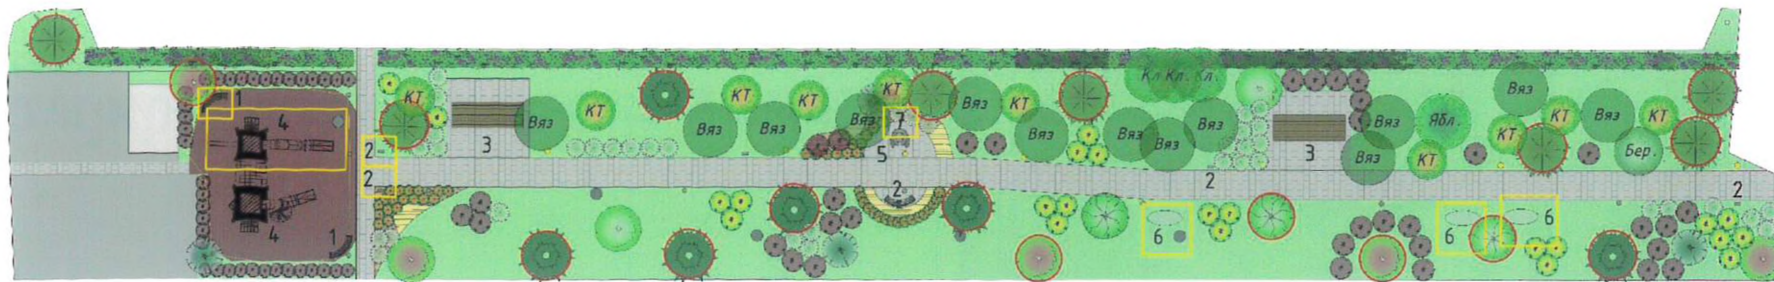 Кл. Кл. Кл.
КТ КТ КТ КТ КТ КТ Вяз Вяз КТ
1 4 Вяз КТ Вяз Вяз Вяз 7 Вяз Вяз Вяз Вяз Вяз Ябл. КТ КТ
2 3 5 3 Вяз КТ Бер.
2 2 2 2
4 1 6 6 6